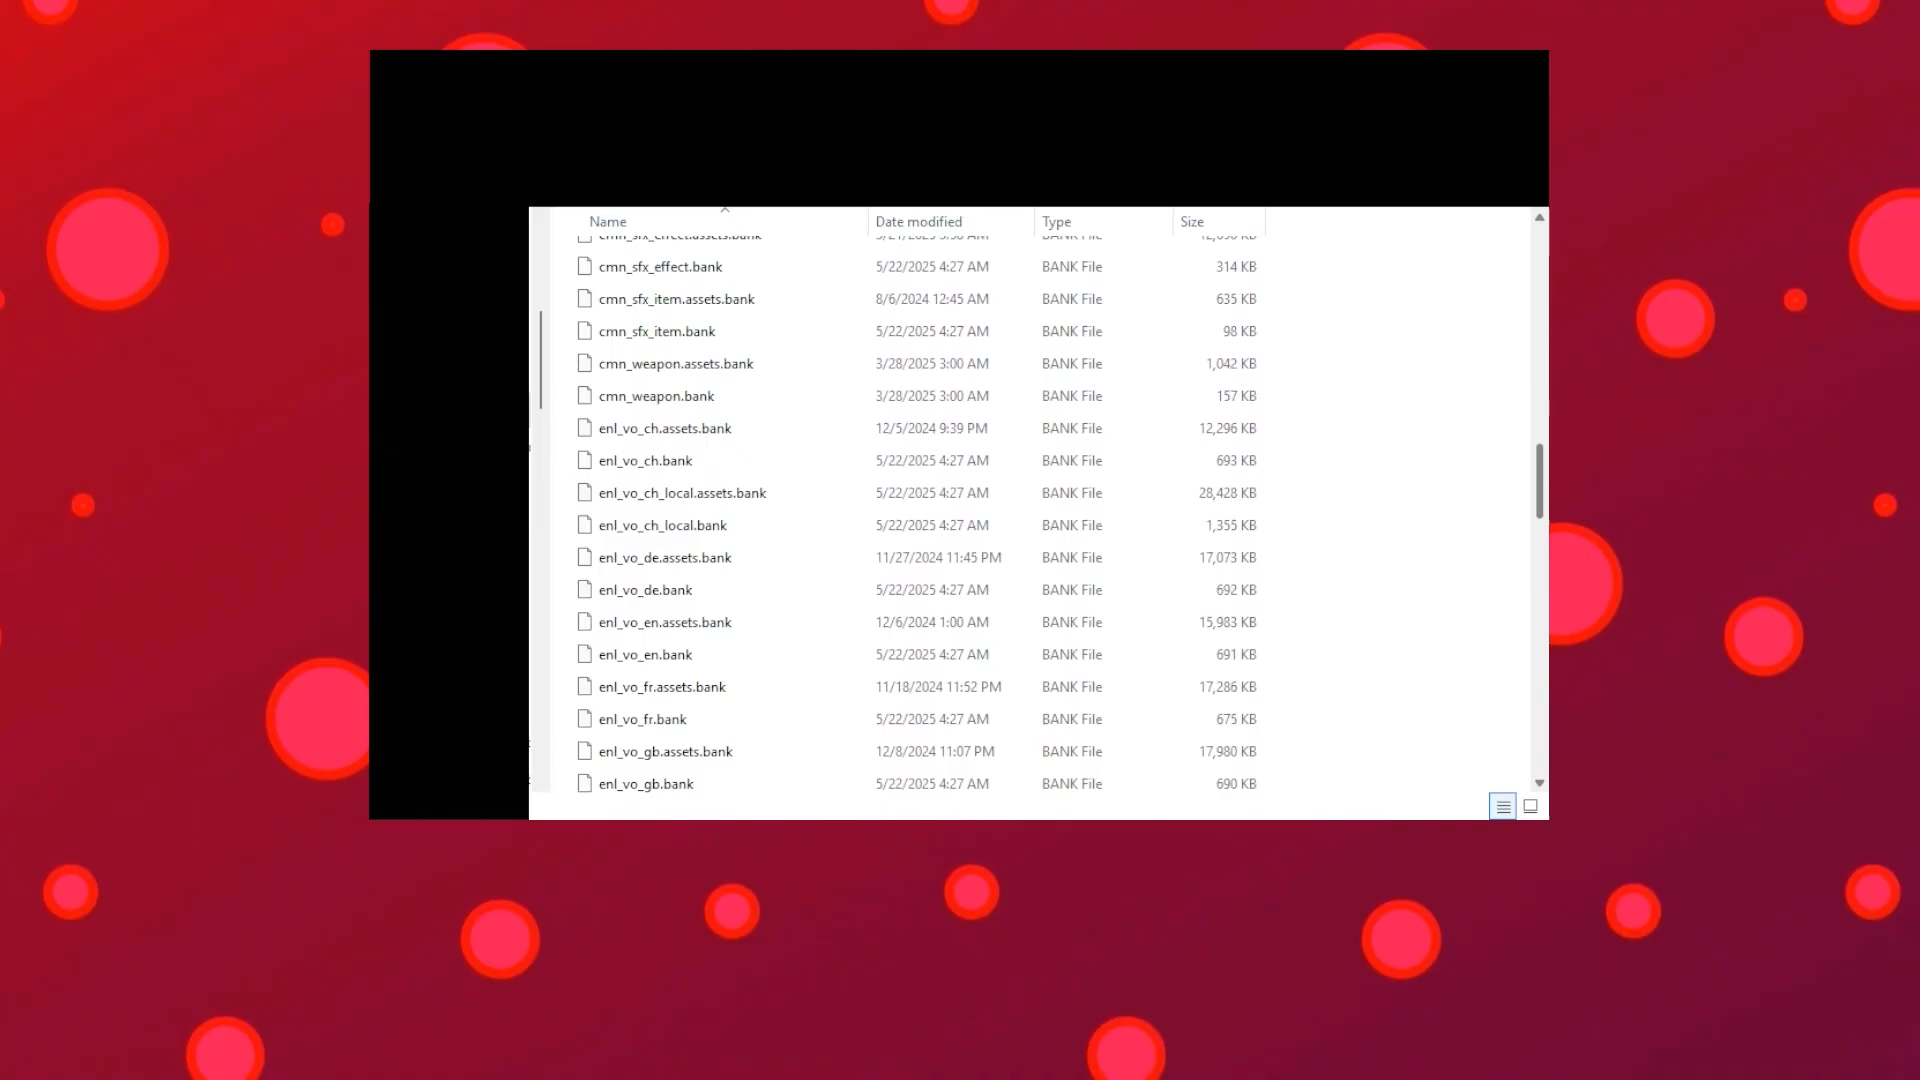 Name Date modified Type Size
cmn_sfx_effect.assets.bank BANK File
cmn_sfx_effect.bank 5/22/2025 4:27 AM BANK File 314 KB
cmn_sfx_item.assets.bank 8/6/2024 12:45 AM BANK File 635 KB
cmn_sfx_item.bank 5/22/2025 4:27 AM BANK File 98 KB
cmn_weapon.assets.bank 3/28/2025 3:00 AM BANK File 1,042 KB
cmn_weapon.bank 3/28/2025 3:00 AM BANK File 157 KB
enl_vo_ch.assets.bank 12/5/2024 9:39 PM BANK File 12,296 KB
enl_vo_ch.bank 5/22/2025 4:27 AM BANK File 693 KB
enl_vo_ch_local.assets.bank 5/22/2025 4:27 AM BANK File 28,428 KB
enl_vo_ch_local.bank 5/22/2025 4:27 AM BANK File 1,355 KB
enl_vo_de.assets.bank 11/27/2024 11:45 PM BANK File 17,073 KB
enl_vo_de.bank 5/22/2025 4:27 AM BANK File 692 KB
enl_vo_en.assets.bank 12/6/2024 1:00 AM BANK File 15,983 KB
enl_vo_en.bank 5/22/2025 4:27 AM BANK File 691 KB
enl_vo_fr.assets.bank 11/18/2024 11:52 PM BANK File 17,286 KB
enl_vo_fr.bank 5/22/2025 4:27 AM BANK File 675 KB
enl_vo_gb.assets.bank 12/8/2024 11:07 PM BANK File 17,980 KB
enl_vo_gb.bank 5/22/2025 4:27 AM BANK File 690 KB